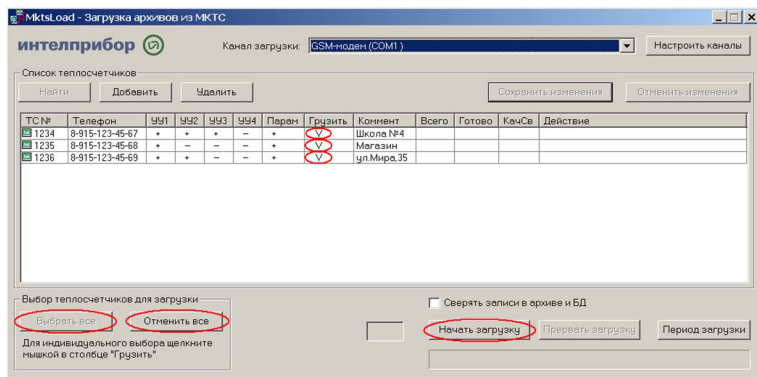 MktsLoad - Загрузка архивов из МКТС
интелприбор
Канал загрузки: GSM-модем (COM1 ) Настроить каналы
Список теплосчетчиков
Найти Добавить Удалить Сохранить изменения Отменить изменения
ТС № Телефон УУ1 УУ2 УУ3 УУ4 Парам Грузить Коммент Всего Готово КачСв Действие
1234 8-915-123-45-67 + + + – + V Школа №4
1235 8-915-123-45-68 + – – – + V Магазин
1236 8-915-123-45-69 + + – – + V ул.Мира,35
Выбор теплосчетчиков для загрузки
Выбрать все Отменить все
Для индивидуального выбора щелкните
мышкой в столбце "Грузить"
Сверять записи в архиве и БД
Начать загрузку Прервать загрузку Период загрузки